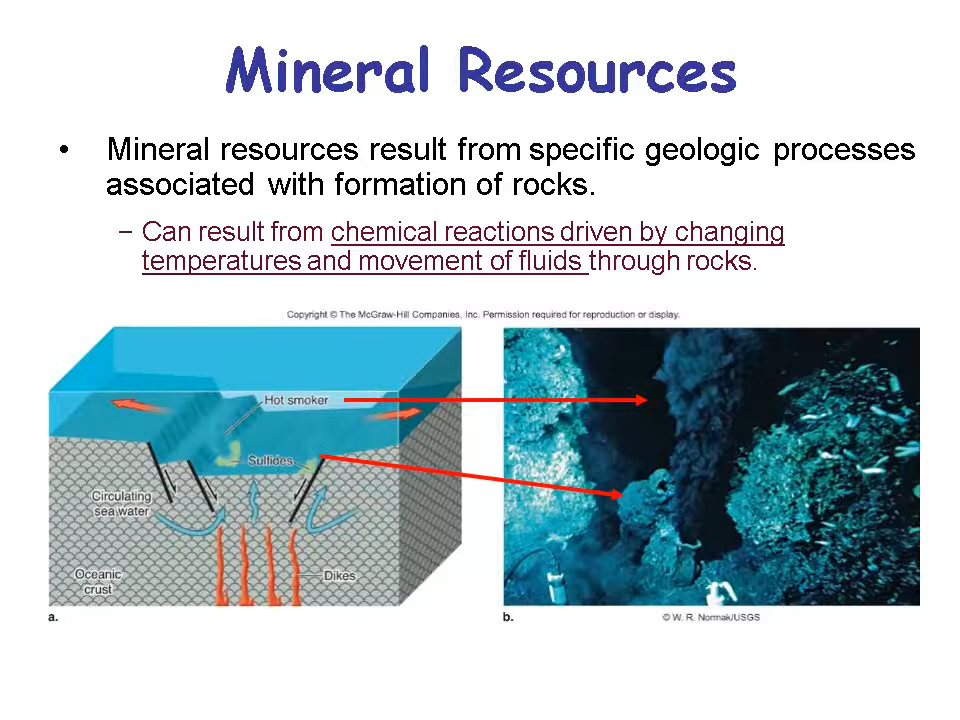 Mineral Resources
• Mineral resources result from specific geologic processes
associated with formation of rocks.
– Can result from chemical reactions driven by changing
temperatures and movement of fluids through rocks.
Copyright © The McGraw-Hill Companies, Inc. Permission required for reproduction or display.
Hot smoker
Sulfides
Circulating
sea water
Oceanic
crust
Dikes
a.
b.
© W. R. Normak/USGS